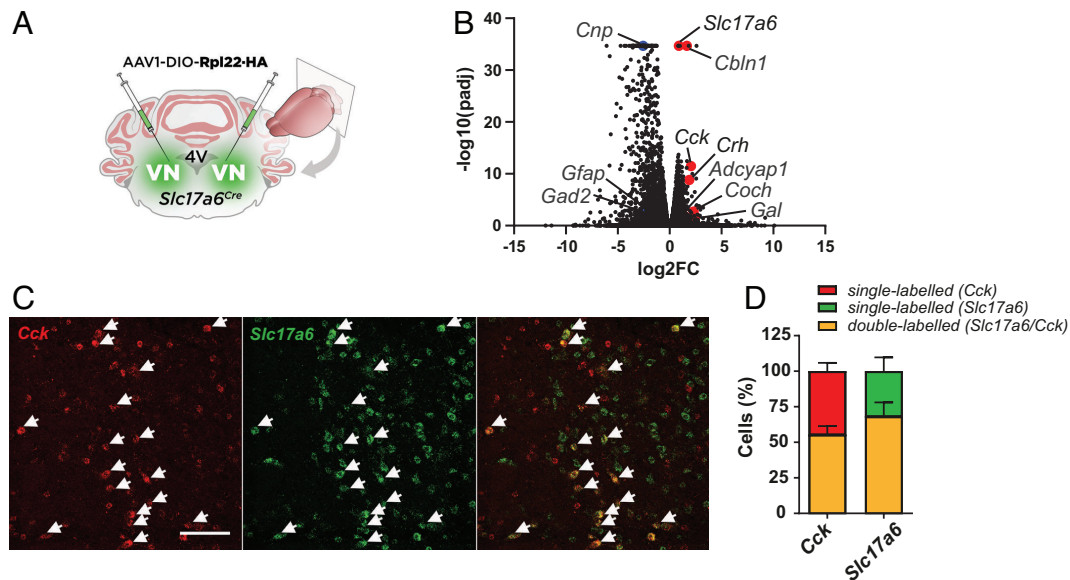 A
AAV1-DIO-Rpl22-HA
4V
VN
VN
Slc17a6Cre
B
-log10(padj)
40
30
20
10
0
-15
-10
-5
0
5
10
15
log2FC
Cnp
Slc17a6
Cbln1
Cck
Crh
Adcyap1
Coch
Gal
Gfap
Gad2
C
Cck
Slc17a6
D
single-labelled (Cck)
single-labelled (Slc17a6)
double-labelled (Slc17a6/Cck)
Cells (%)
125
100
75
50
25
0
Cck
Slc17a6